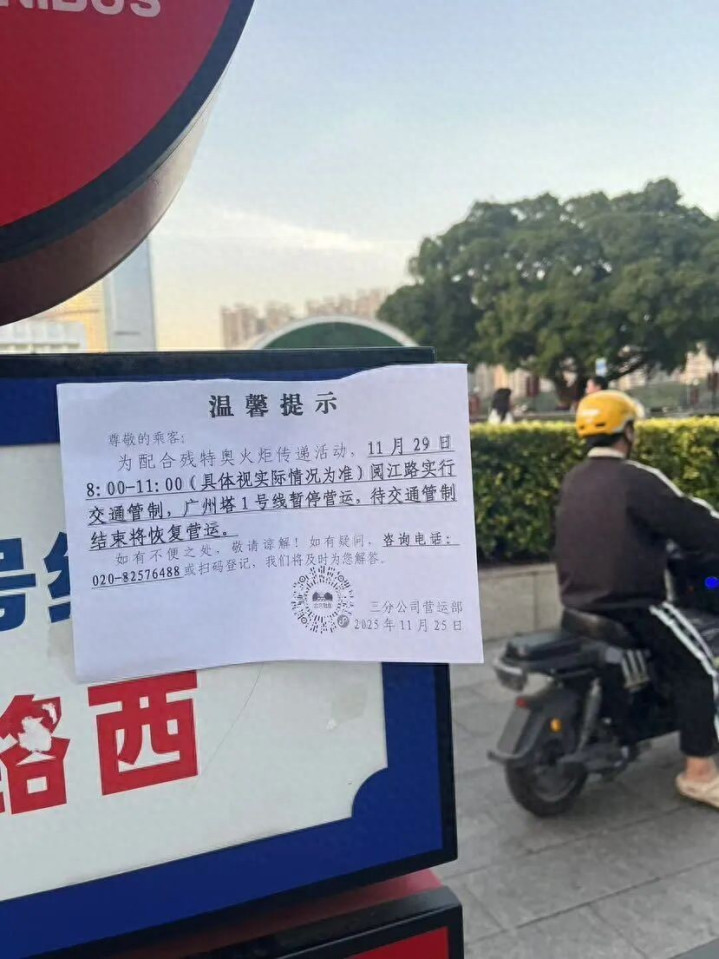 NIBUS
温馨提示
尊敬的乘客：
为配合残特奥火炬传递活动，11月29日
8:00-11:00（具体视实际情况为准）阅江路实行
交通管制，广州塔1号线暂停营运，待交通管制
结束将恢复营运。
如有不便之处，敬请谅解！如有疑问，咨询电话：
020-82576488或扫码登记，我们将及时为您解答。
三分公司营运部
2025年11月25日
号线
路西